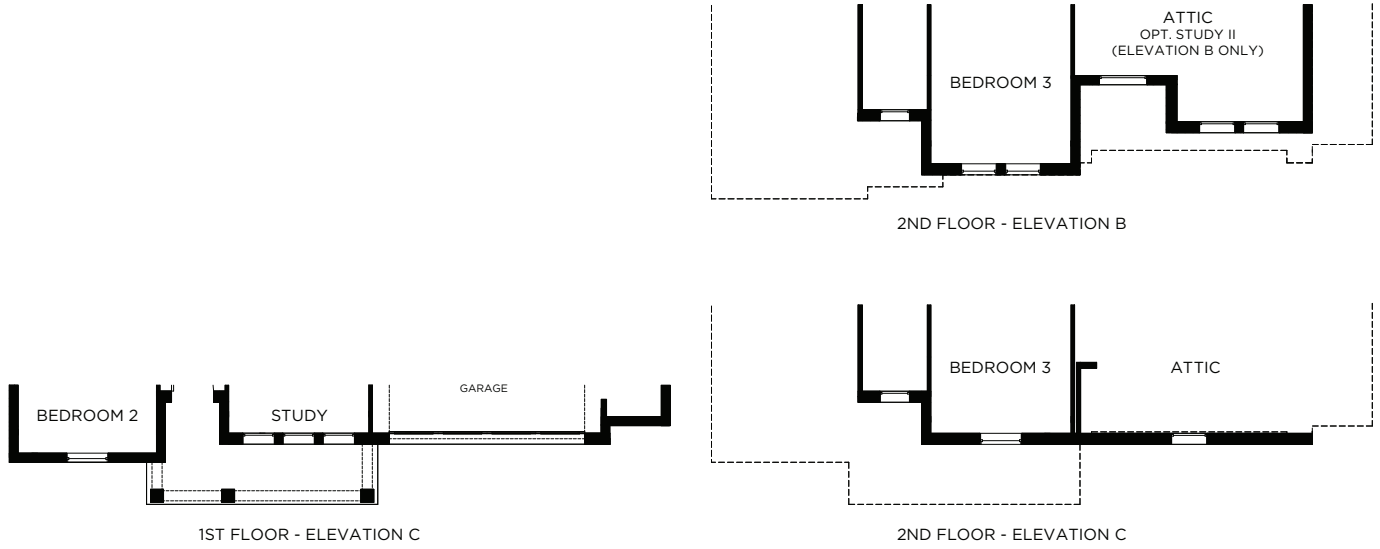 ATTIC
OPT. STUDY II
(ELEVATION B ONLY)
BEDROOM 3
2ND FLOOR - ELEVATION B
BEDROOM 2
STUDY
GARAGE
1ST FLOOR - ELEVATION C
BEDROOM 3
ATTIC
2ND FLOOR - ELEVATION C